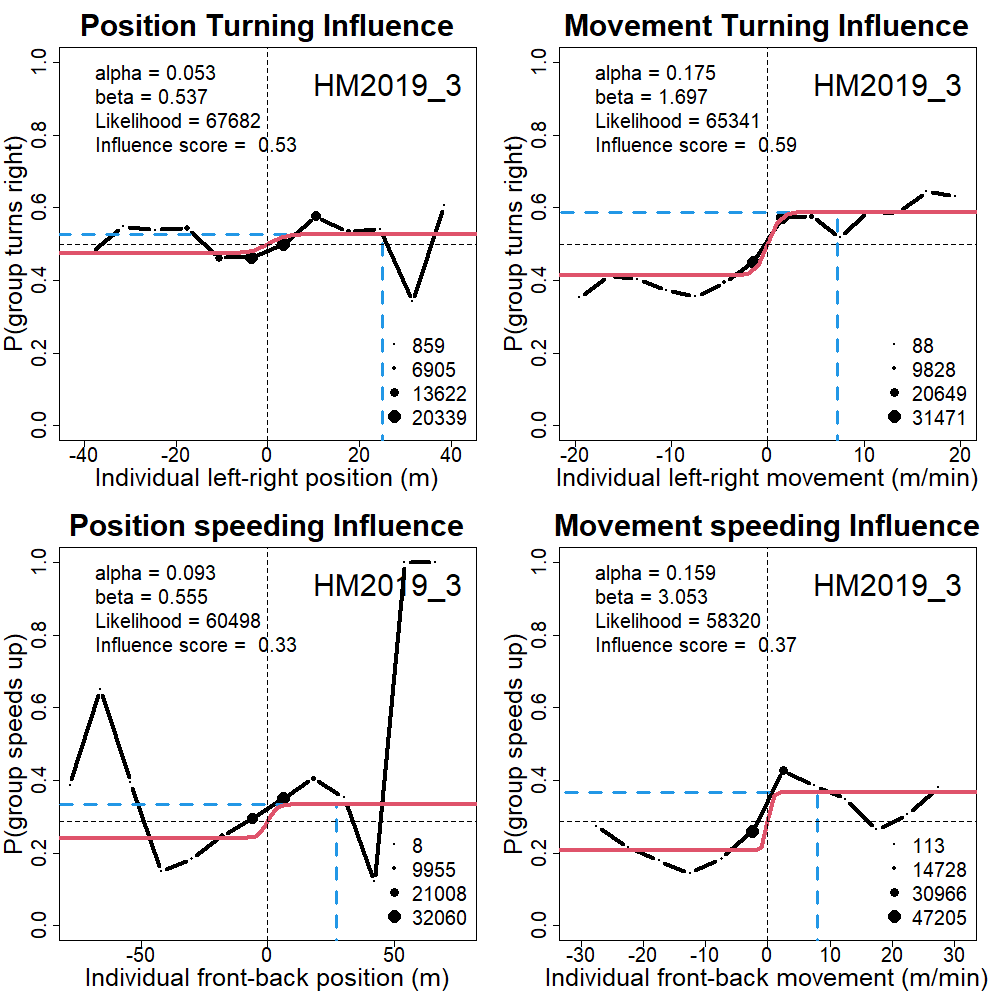 Position Turning Influence
alpha = 0.053
beta = 0.537
Likelihood = 67682
Influence score = 0.53
HM2019_3
P(group turns right)
0.0
0.2
0.4
0.6
0.8
1.0
859
6905
13622
20339
-40
-20
0
20
40
Individual left-right position (m)
Movement Turning Influence
alpha = 0.175
beta = 1.697
Likelihood = 65341
Influence score = 0.59
HM2019_3
P(group turns right)
0.0
0.2
0.4
0.6
0.8
1.0
88
9828
20649
31471
-20
-10
0
10
20
Individual left-right movement (m/min)
Position speeding Influence
alpha = 0.093
beta = 0.555
Likelihood = 60498
Influence score = 0.33
HM2019_3
P(group speeds up)
0.0
0.2
0.4
0.6
0.8
1.0
8
9955
21008
32060
-50
0
50
Individual front-back position (m)
Movement speeding Influence
alpha = 0.159
beta = 3.053
Likelihood = 58320
Influence score = 0.37
HM2019_3
P(group speeds up)
0.0
0.2
0.4
0.6
0.8
1.0
113
14728
30966
47205
-30
-20
-10
0
10
20
30
Individual front-back movement (m/min)